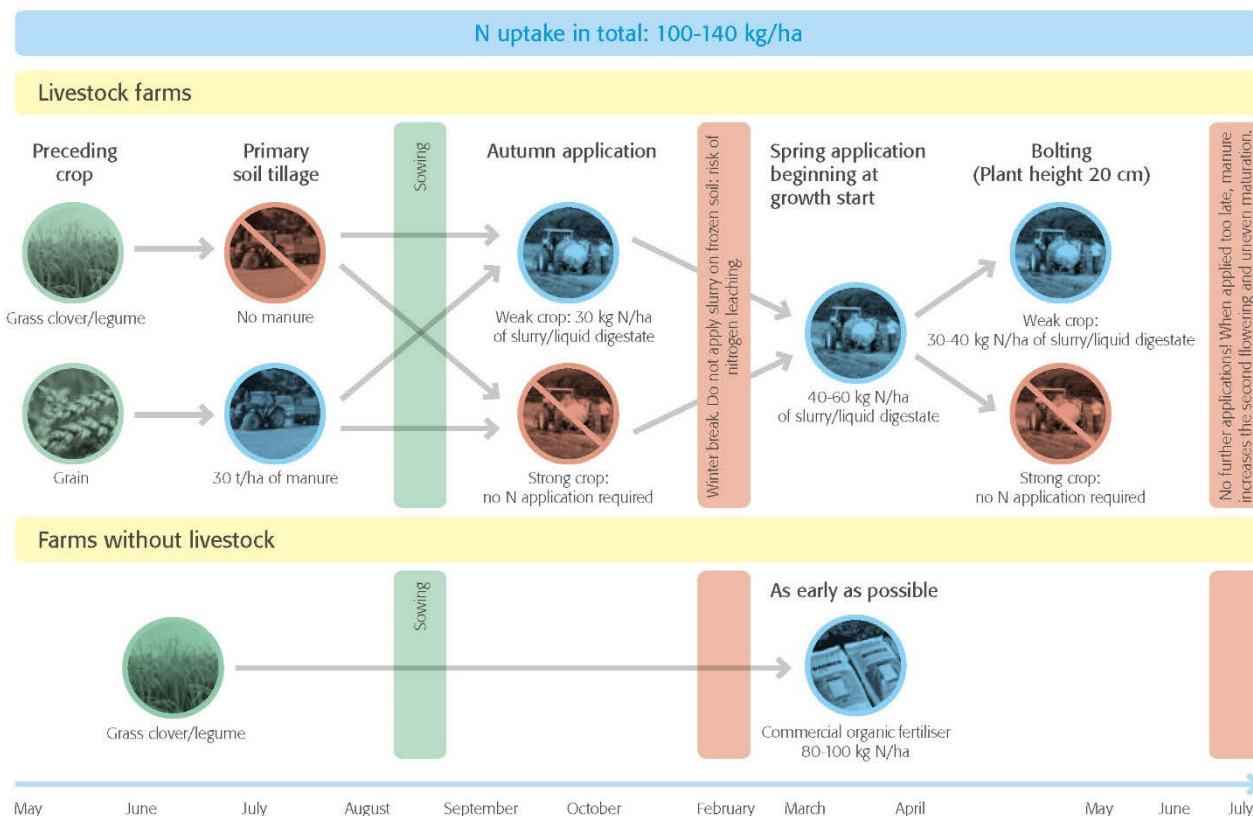 N uptake in total: 100-140 kg/ha
Livestock farms
Preceding
crop
Primary
soil tillage
Sowing
Autumn application
Winter break. Do not apply slurry on frozen soil: risk of
nitrogen leaching.
Spring application
beginning at
growth start
Bolting
(Plant height 20 cm)
No further applications! When applied too late, manure
increases the second flowering and uneven maturation.
Grass clover/legume
No manure
Weak crop: 30 kg N/ha
of slurry/liquid digestate
Weak crop:
30-40 kg N/ha of slurry/liquid digestate
40-60 kg N/ha
of slurry/liquid digestate
Grain
30 t/ha of manure
Strong crop:
no N application required
Strong crop:
no N application required
Farms without livestock
Sowing
As early as possible
Grass clover/legume
Commercial organic fertiliser
80-100 kg N/ha
May June July August September October February March April May June July